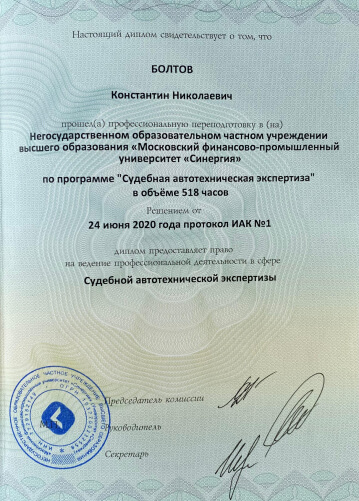 Настоящий диплом свидетельствует о том, что
БОЛТОВ
Константин Николаевич
прошел(а) профессиональную переподготовку в (на)
Негосударственном образовательном частном учреждении
высшего образования «Московский финансово-промышленный
университет «Синергия»
по программе "Судебная автотехническая экспертиза"
в объёме 518 часов
Решением от
24 июня 2020 года протокол ИАК №1
диплом предоставляет право
на ведение профессиональной деятельности в сфере
Судебной автотехнической экспертизы
Председатель комиссии
Руководитель
Секретарь